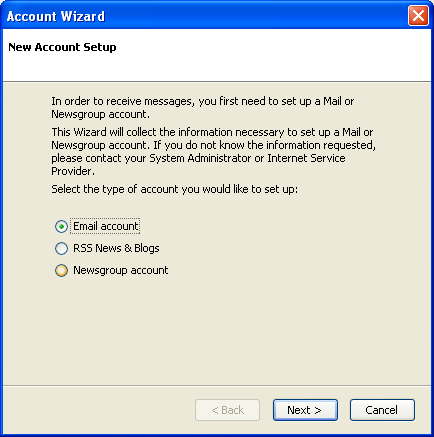 Account Wizard
New Account Setup
In order to receive messages, you first need to set up a Mail or
Newsgroup account.
This Wizard will collect the information necessary to set up a Mail or
Newsgroup account. If you do not know the information requested,
please contact your System Administrator or Internet Service
Provider.
Select the type of account you would like to set up:
Email account
RSS News & Blogs
Newsgroup account
< Back Next > Cancel